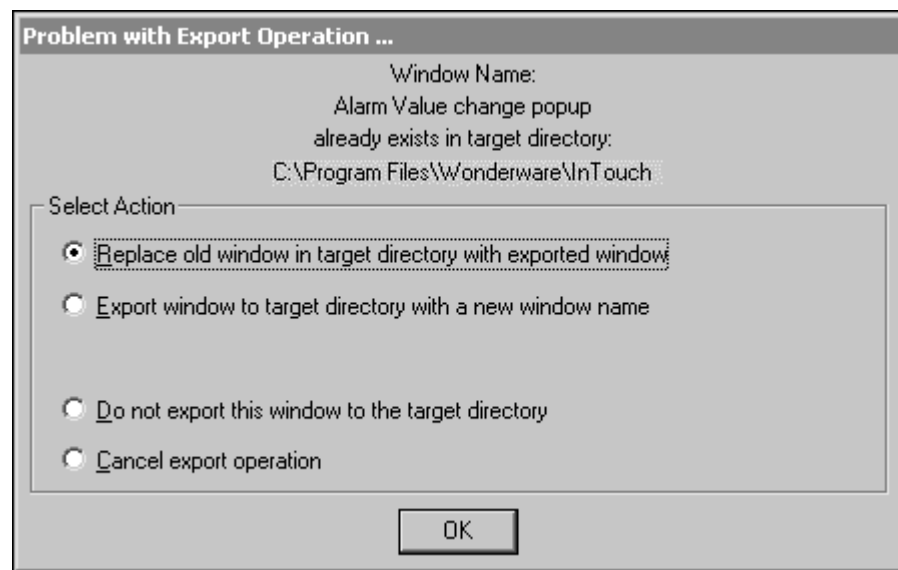 Problem with Export Operation ...
Window Name:
Alarm Value change popup
already exists in target directory:
C:\Program Files\Wonderware\InTouch
Select Action
Replace old window in target directory with exported window
Export window to target directory with a new window name
Do not export this window to the target directory
Cancel export operation
OK